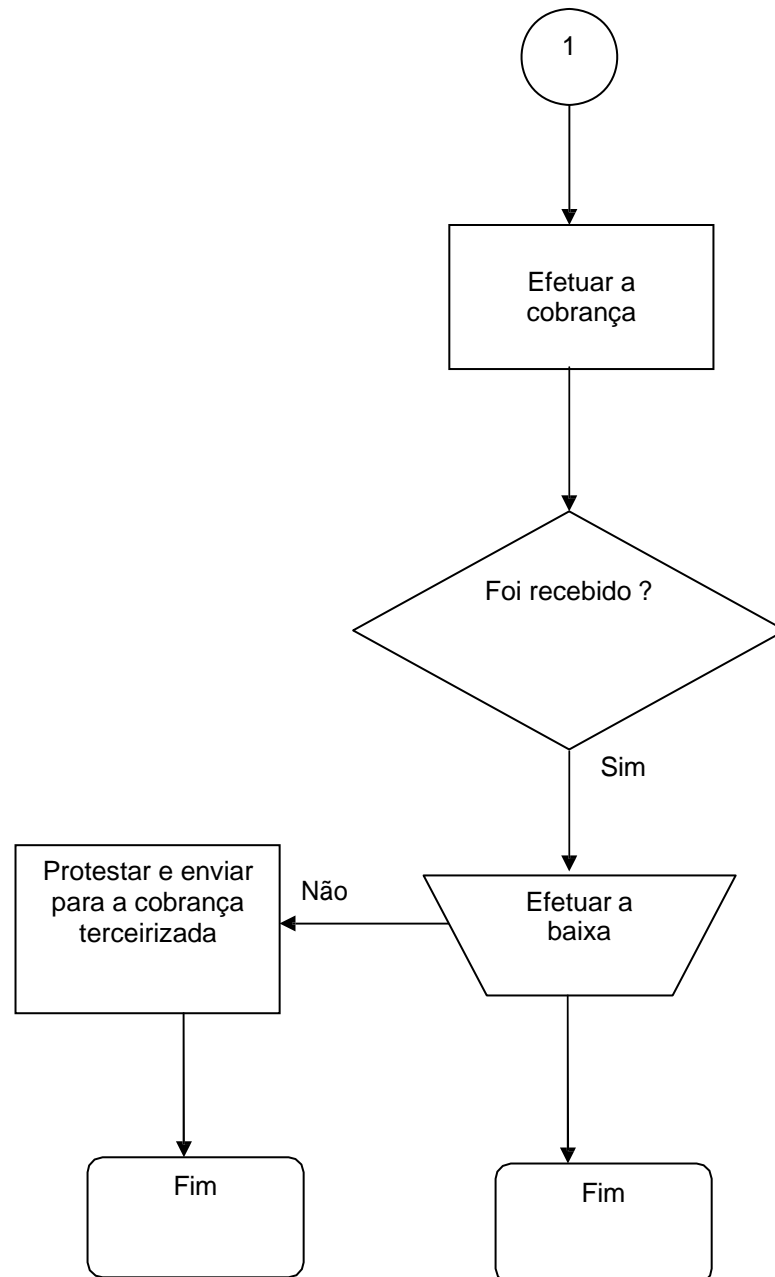 1
Efetuar a
cobrança
Foi recebido ?
Sim
Protestar e enviar
para a cobrança
terceirizada
Não
Efetuar a
baixa
Fim
Fim